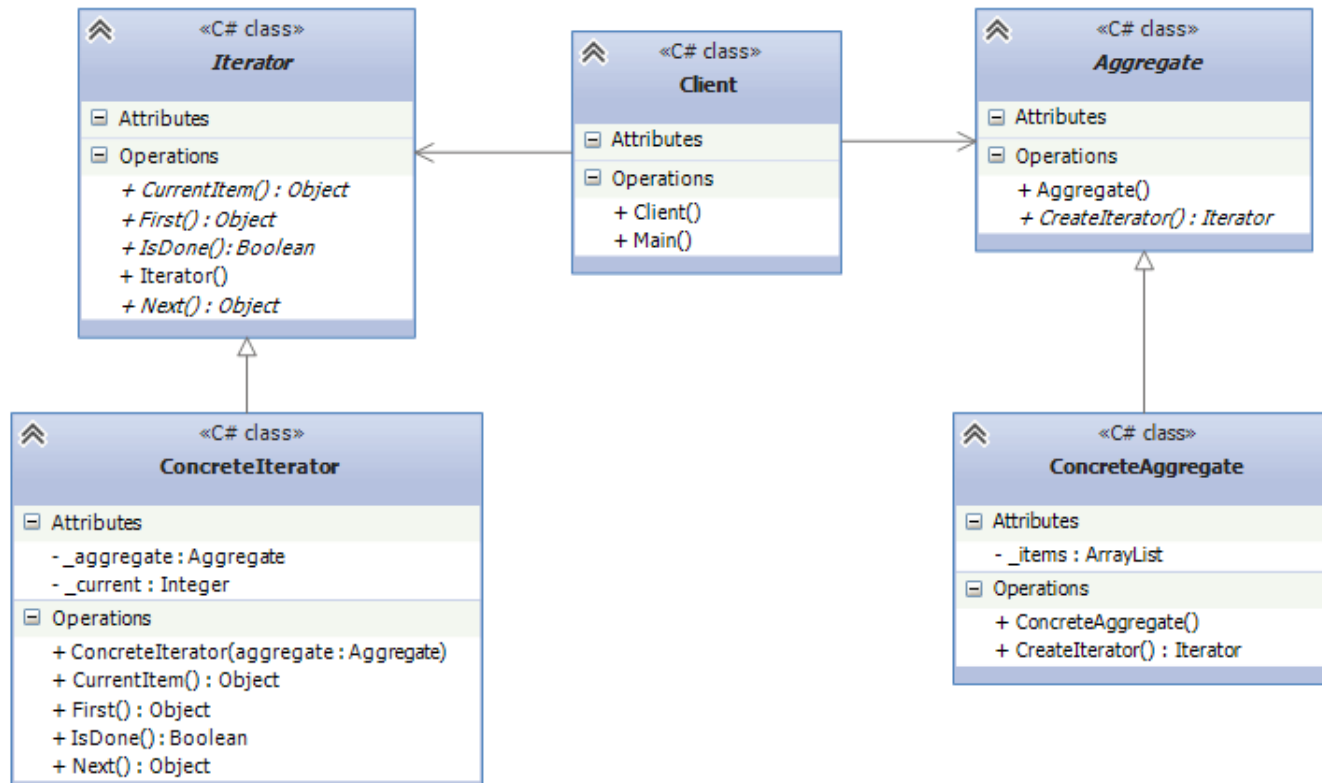 «C# class»
Iterator
Attributes
Operations
+ CurrentItem() : Object
+ First() : Object
+ IsDone(): Boolean
+ Iterator()
+ Next() : Object
«C# class»
Client
Attributes
Operations
+ Client()
+ Main()
«C# class»
Aggregate
Attributes
Operations
+ Aggregate()
+ CreateIterator() : Iterator
«C# class»
ConcreteIterator
Attributes
- _aggregate : Aggregate
- _current : Integer
Operations
+ ConcreteIterator(aggregate : Aggregate)
+ CurrentItem() : Object
+ First() : Object
+ IsDone(): Boolean
+ Next() : Object
«C# class»
ConcreteAggregate
Attributes
- _items : ArrayList
Operations
+ ConcreteAggregate()
+ CreateIterator() : Iterator